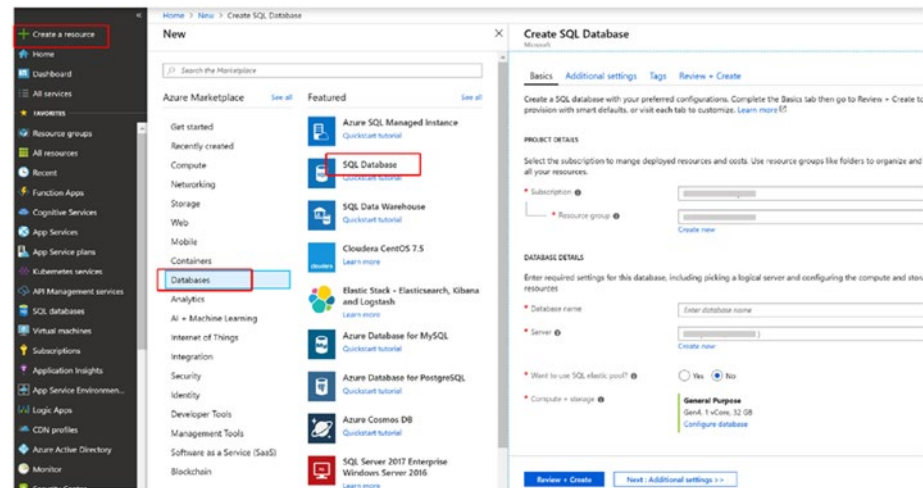 Home > New > Create SQL Database
Create a resource
Home
Dashboard
All services
FAVORITES
Resource groups
All resources
Recent
Function Apps
Cognitive Services
App Services
App Service plans
Kubernetes services
API Management services
SQL databases
Virtual machines
Subscriptions
Application Insights
App Service Environmen...
Logic Apps
CDN profiles
Azure Active Directory
Monitor
Security Center
New
Search the Marketplace
Azure Marketplace See all
Get started
Recently created
Compute
Networking
Storage
Web
Mobile
Containers
Databases
Analytics
AI + Machine Learning
Internet of Things
Integration
Security
Identity
Developer Tools
Management Tools
Software as a Service (SaaS)
Blockchain
Featured See all
Azure SQL Managed Instance
Quickstart tutorial
SQL Database
Quickstart tutorial
SQL Data Warehouse
Quickstart tutorial
cloudera
Cloudera CentOS 7.5
Learn more
Elastic Stack - Elasticsearch, Kibana
and Logstash
Learn more
Azure Database for MySQL
Quickstart tutorial
Azure Database for PostgreSQL
Quickstart tutorial
Azure Cosmos DB
Quickstart tutorial
SQL Server 2017 Enterprise
Windows Server 2016
Learn more
Create SQL Database
Microsoft
Basics Additional settings Tags Review + Create
Create a SQL database with your preferred configurations. Complete the Basics tab then go to Review + Create to
provision with smart defaults, or visit each tab to customize. Learn more
PROJECT DETAILS
Select the subscription to mange deployed resources and costs. Use resource groups like folders to organize and
all your resources.
* Subscription
* Resource group
Create new
DATABASE DETAILS
Enter required settings for this database, including picking a logical server and configuring the compute and stora
resources
* Database name Enter database name
* Server )
Create new
* Want to use SQL elastic pool? Yes No
* Compute + storage General Purpose
Gen4, 1 vCore, 32 GB
Configure database
Review + Create Next : Additional settings >>